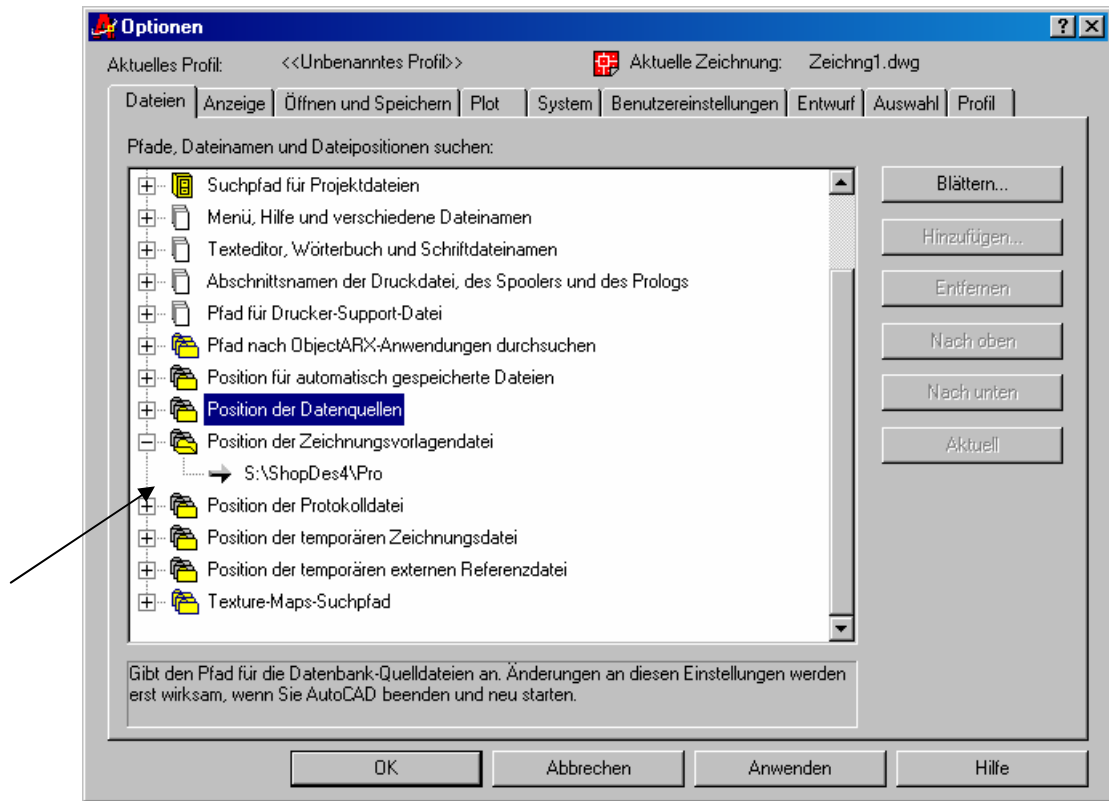 Optionen
Aktuelles Profil: <<Unbenanntes Profil>> Aktuelle Zeichnung: Zeichng1.dwg
Dateien Anzeige Öffnen und Speichern Plot System Benutzereinstellungen Entwurf Auswahl Profil
Pfade, Dateinamen und Dateipositionen suchen:
Suchpfad für Projektdateien
Menü, Hilfe und verschiedene Dateinamen
Texteditor, Wörterbuch und Schriftdateinamen
Abschnittsnamen der Druckdatei, des Spoolers und des Prologs
Pfad für Drucker-Support-Datei
Pfad nach ObjectARX-Anwendungen durchsuchen
Position für automatisch gespeicherte Dateien
Position der Datenquellen
Position der Zeichnungsvorlagendatei
S:\ShopDes4\Pro
Position der Protokolldatei
Position der temporären Zeichnungsdatei
Position der temporären externen Referenzdatei
Texture-Maps-Suchpfad
Blättern...
Hinzufügen...
Entfernen
Nach oben
Nach unten
Aktuell
Gibt den Pfad für die Datenbank-Quelldateien an. Änderungen an diesen Einstellungen werden
erst wirksam, wenn Sie AutoCAD beenden und neu starten.
OK Abbrechen Anwenden Hilfe